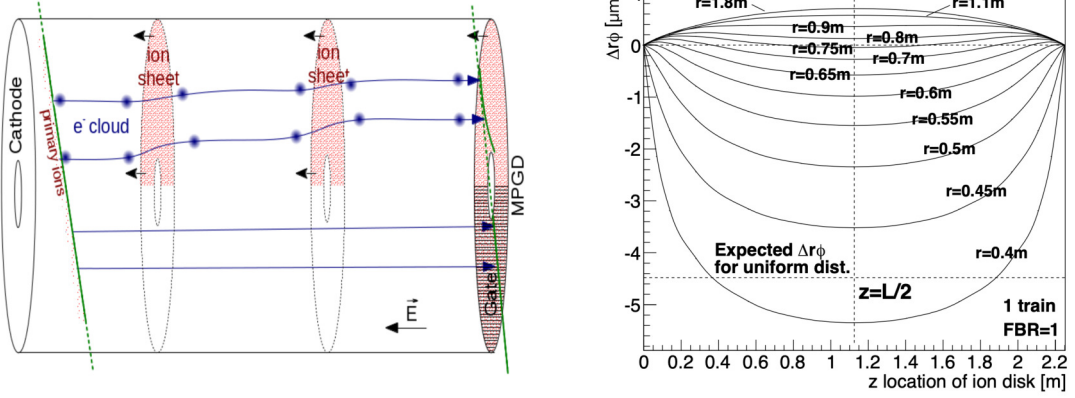 Cathode
primary ions
e⁻ cloud
ion
sheet
ion
sheet
MPGD
Gate
E
Δrϕ [μm
r=1.8m
r=1.1m
r=0.9m
r=0.8m
r=0.75m
r=0.7m
r=0.65m
r=0.6m
r=0.55m
r=0.5m
r=0.45m
r=0.4m
Expected Δrϕ
for uniform dist.
z=L/2
1 train
FBR=1
0
-1
-2
-3
-4
-5
0 0.2 0.4 0.6 0.8 1 1.2 1.4 1.6 1.8 2 2.2
z location of ion disk [m]